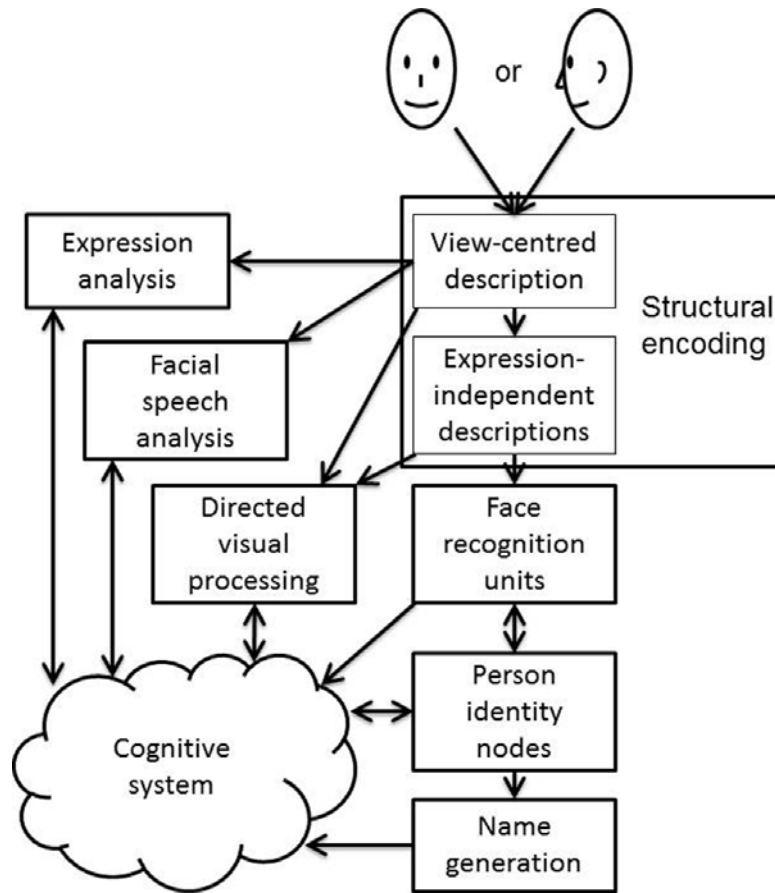 or
View-centred
description
Structural
encoding
Expression
analysis
Expression-
independent
descriptions
Facial
speech
analysis
Directed
visual
processing
Face
recognition
units
Cognitive
system
Person
identity
nodes
Name
generation